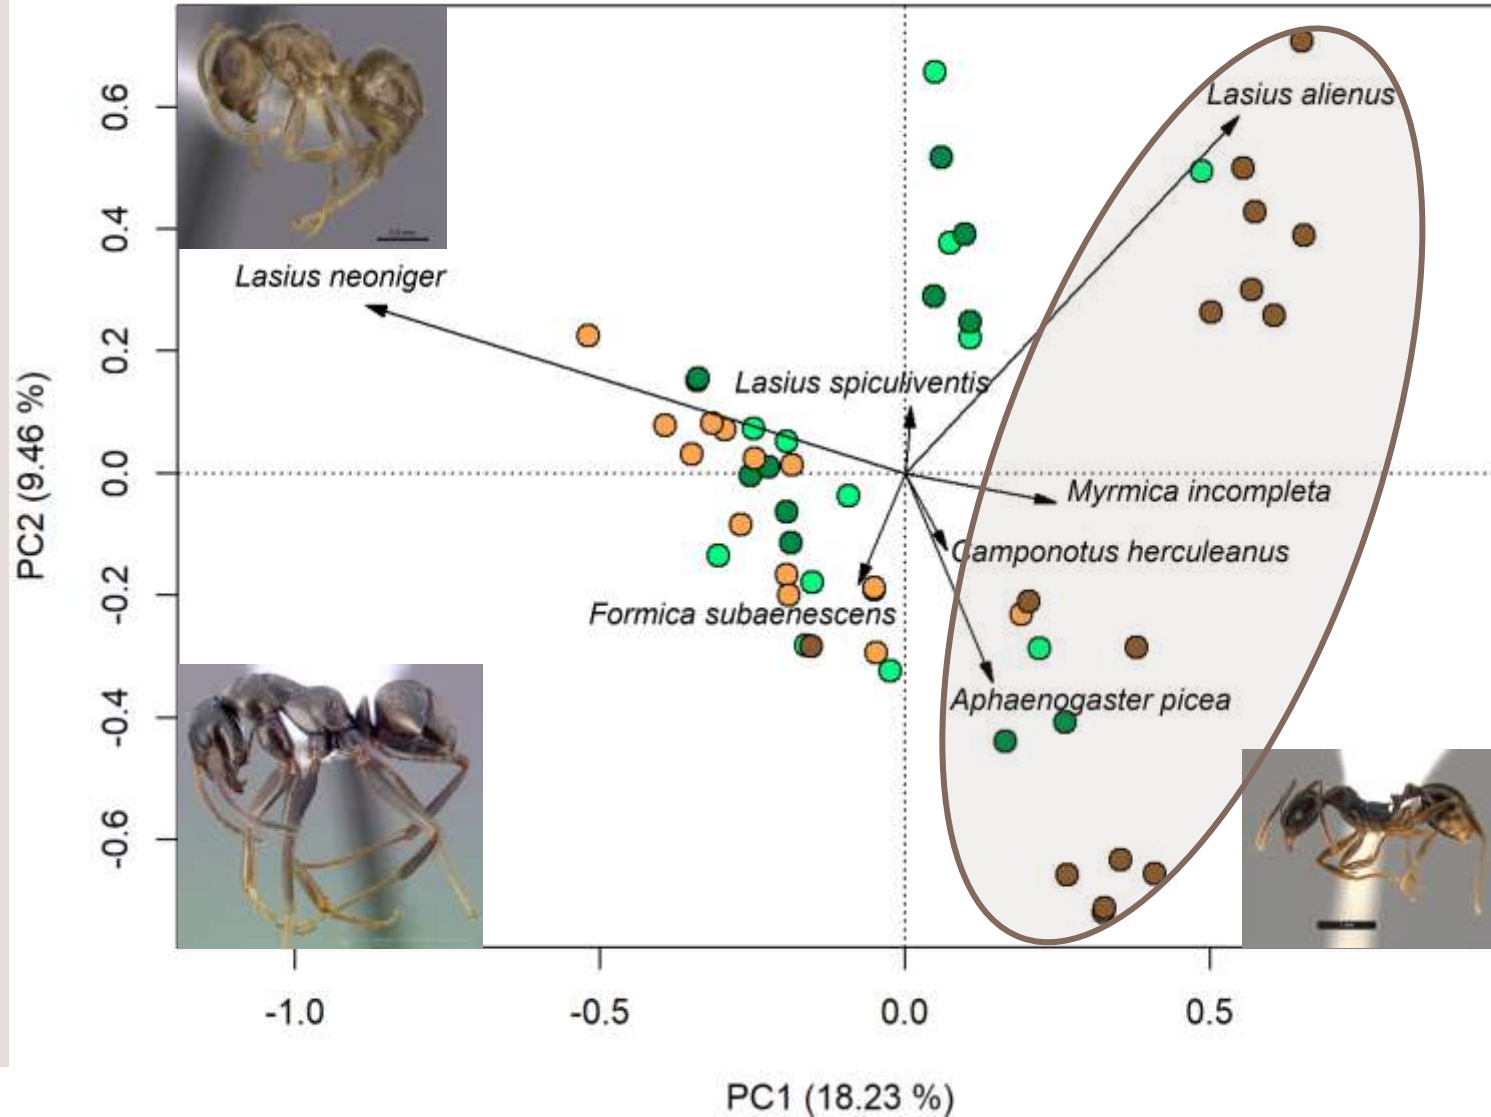 Lasius alienus
0.6
0.4
Lasius neoniger
0.2
Lasius spiculiventis
0.0
Myrmica incompleta
Camponotus herculeanus
-0.2
Formica subaenescens
-0.4
Aphaenogaster picea
-0.6
PC2 (9.46 %)
-1.0 -0.5 0.0 0.5
PC1 (18.23 %)